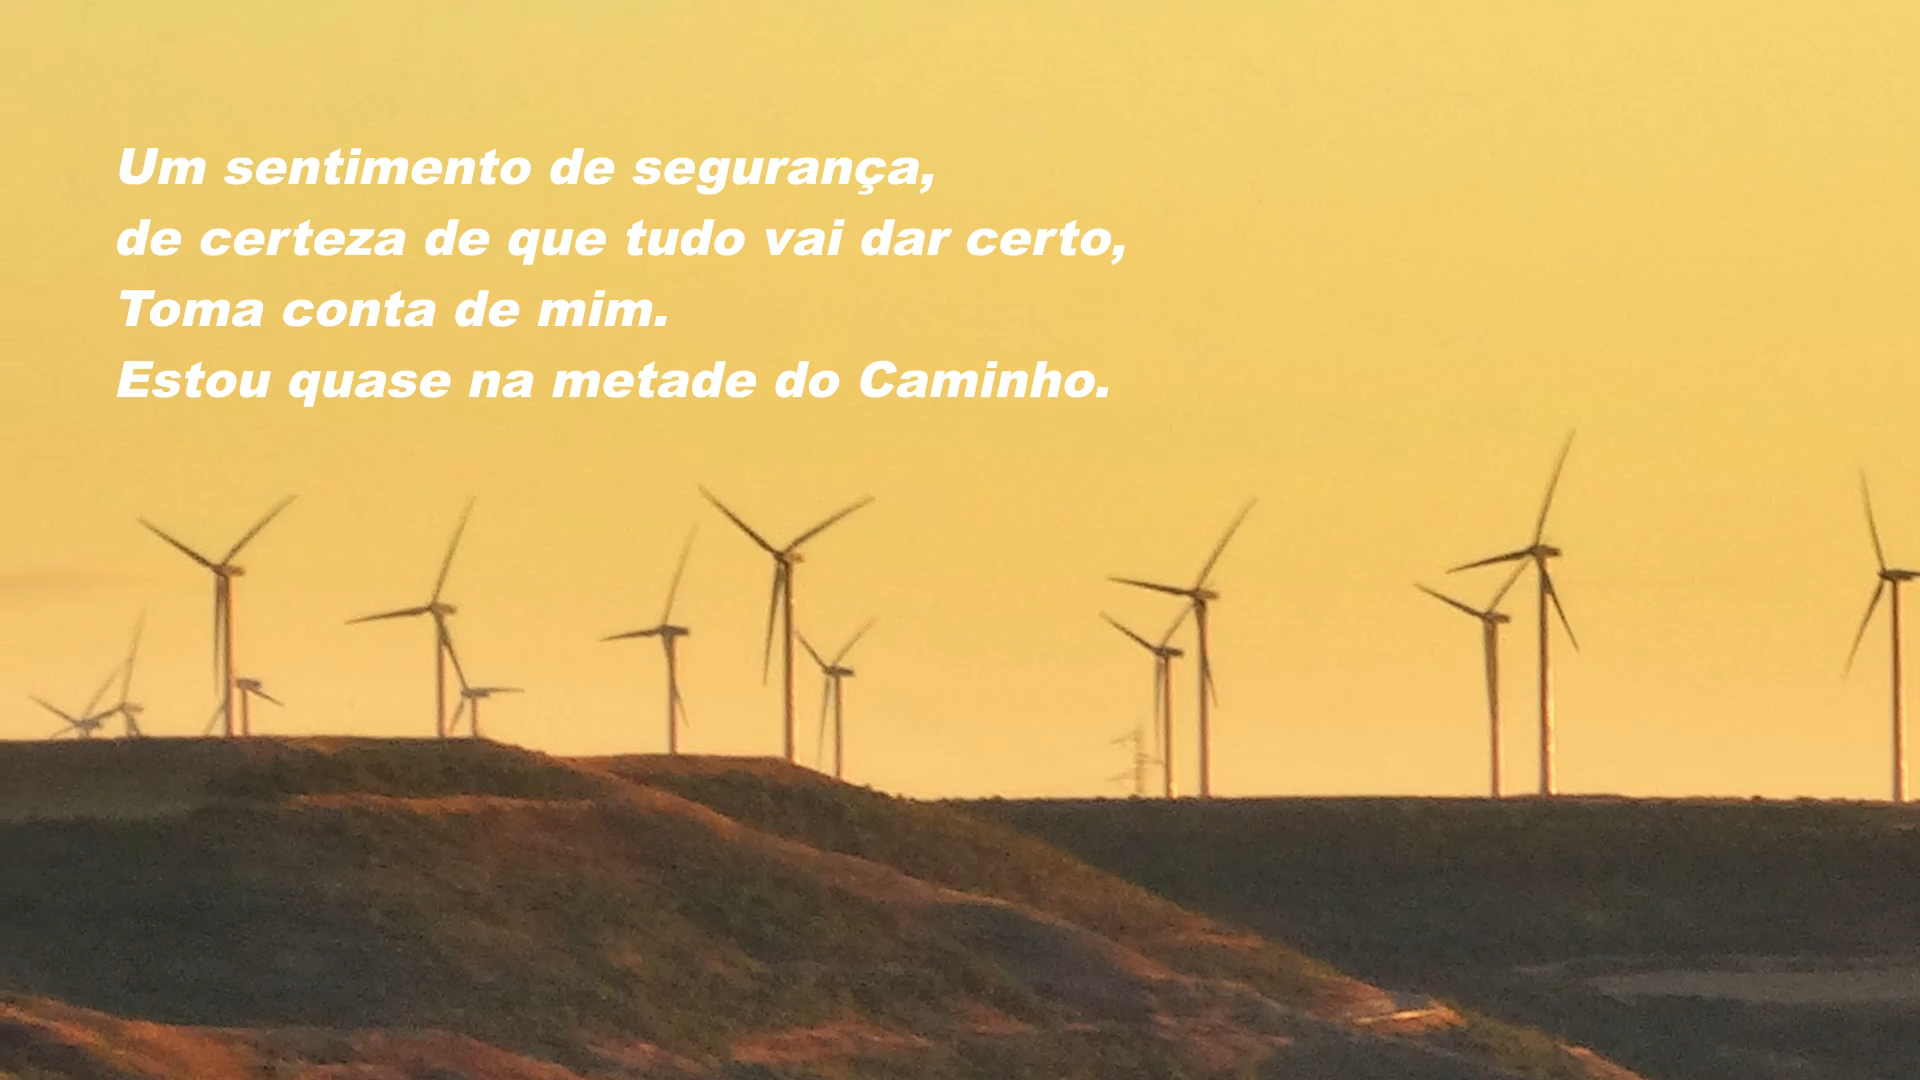 Um sentimento de segurança,
de certeza de que tudo vai dar certo,
Toma conta de mim.
Estou quase na metade do Caminho.